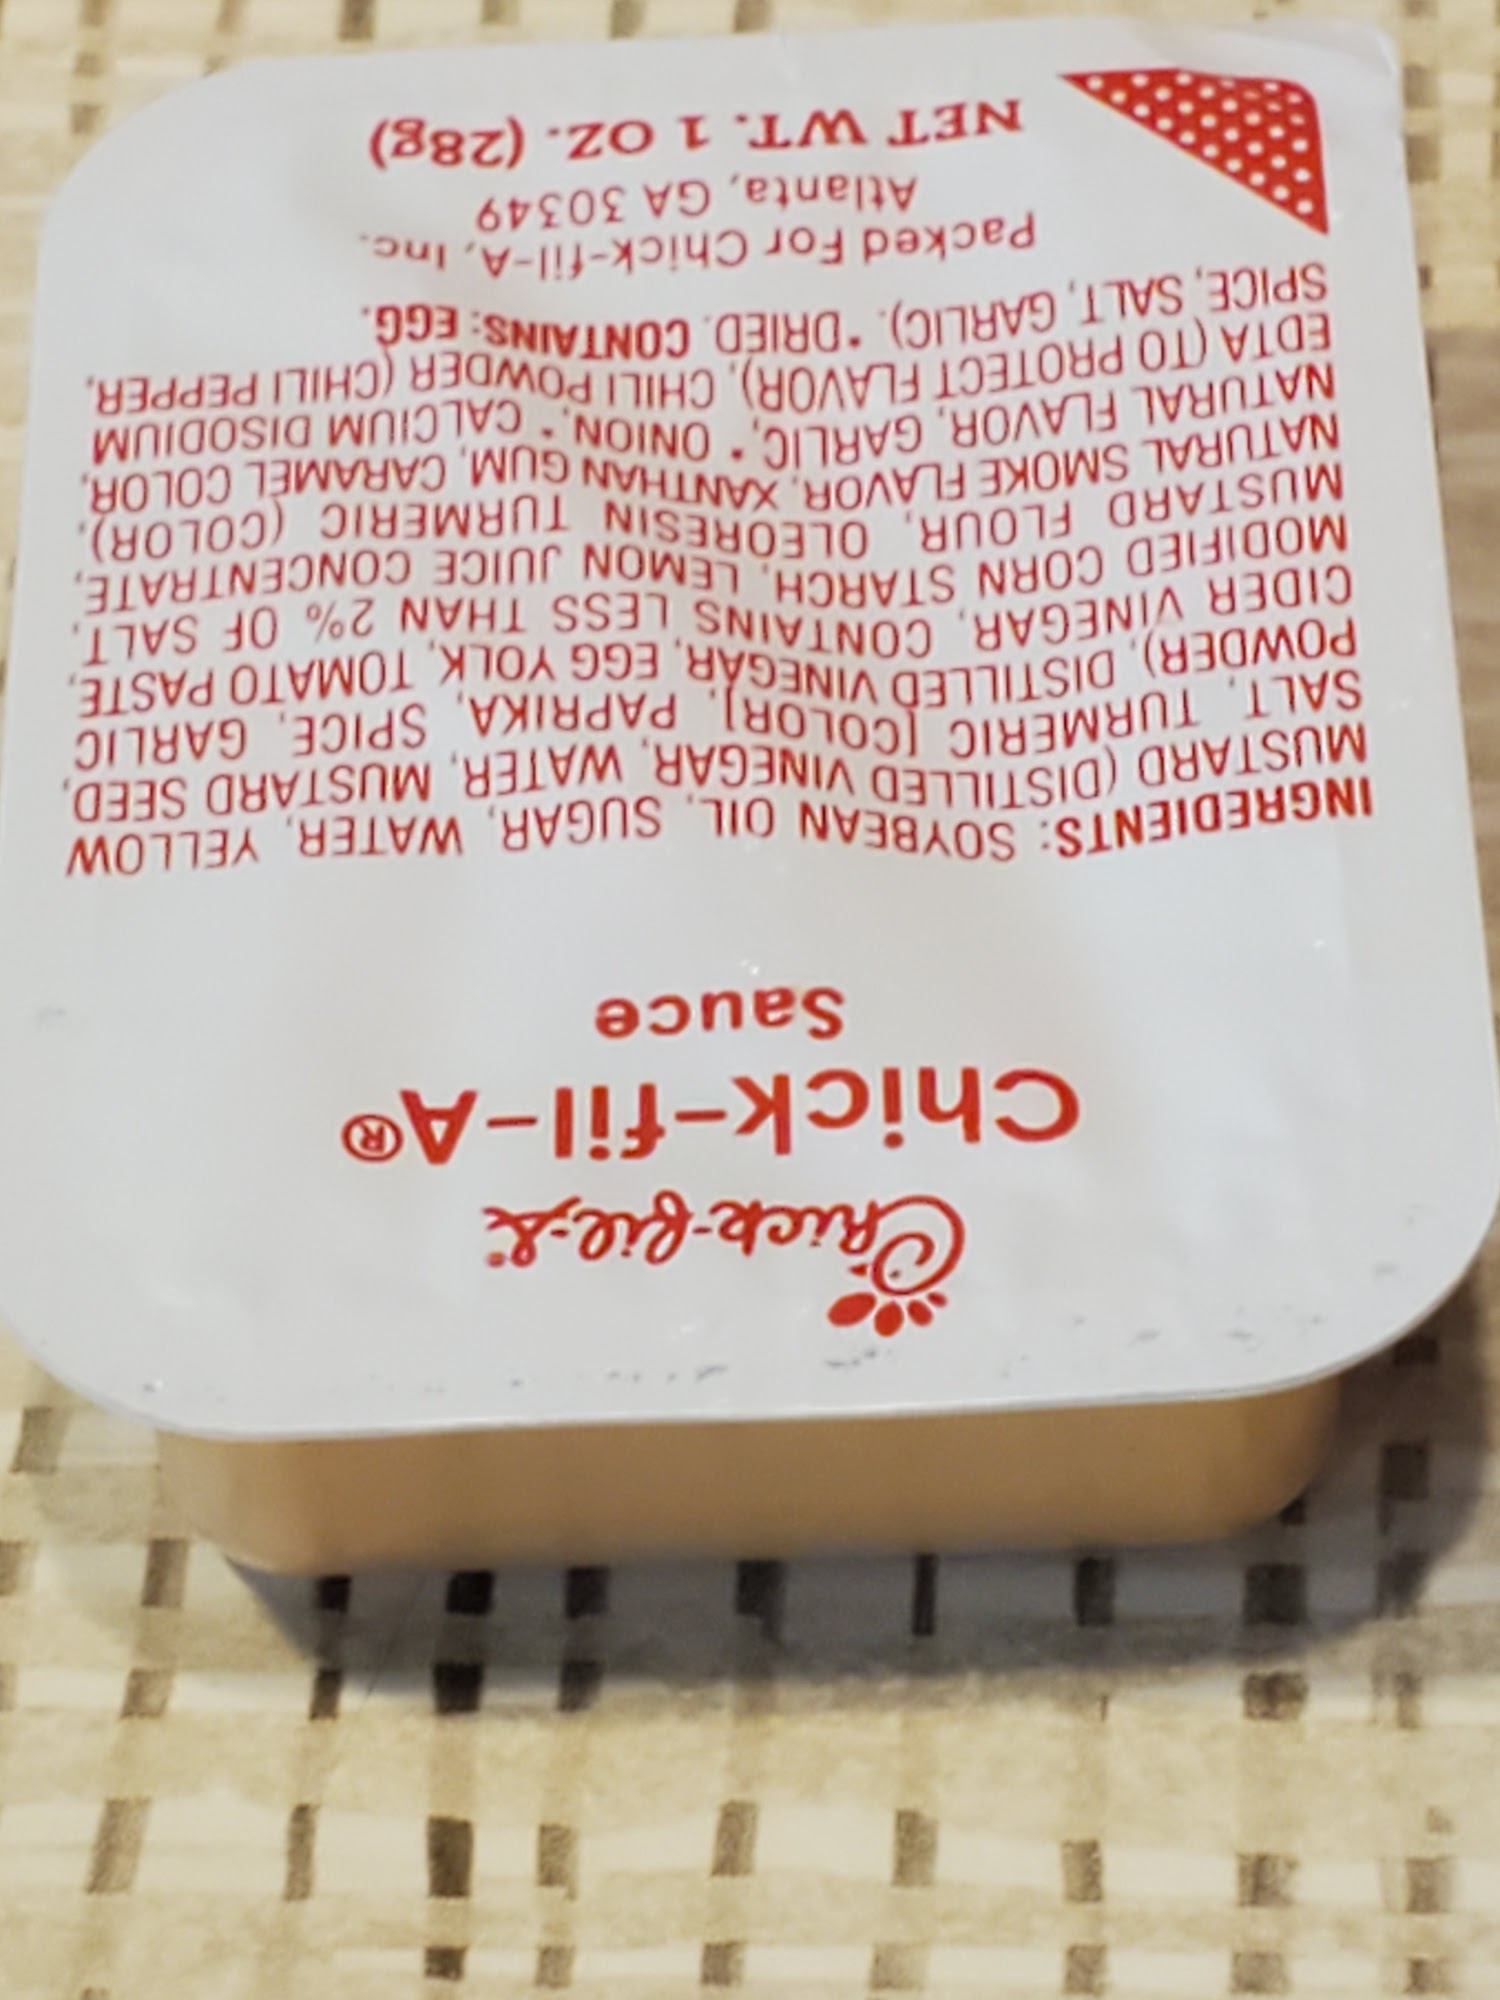 Chick-fil-A®
Chick-fil-A®
Sauce
INGREDIENTS: SOYBEAN OIL, SUGAR, WATER, YELLOW
MUSTARD (DISTILLED VINEGAR, WATER, MUSTARD SEED,
SALT, TURMERIC [COLOR], PAPRIKA, SPICE, GARLIC
POWDER), DISTILLED VINEGAR, EGG YOLK, TOMATO PASTE,
CIDER VINEGAR, CONTAINS LESS THAN 2% OF SALT,
MODIFIED CORN STARCH, LEMON JUICE CONCENTRATE,
MUSTARD FLOUR, OLEORESIN TURMERIC (COLOR),
NATURAL SMOKE FLAVOR, XANTHAN GUM, CARAMEL COLOR,
NATURAL FLAVOR, GARLIC,* ONION,* CALCIUM DISODIUM
EDTA (TO PROTECT FLAVOR), CHILI POWDER (CHILI PEPPER,
SPICE, SALT, GARLIC). *DRIED. CONTAINS: EGG.
Packed For Chick-fil-A, Inc.
Atlanta, GA 30349
NET WT. 1 OZ. (28g)